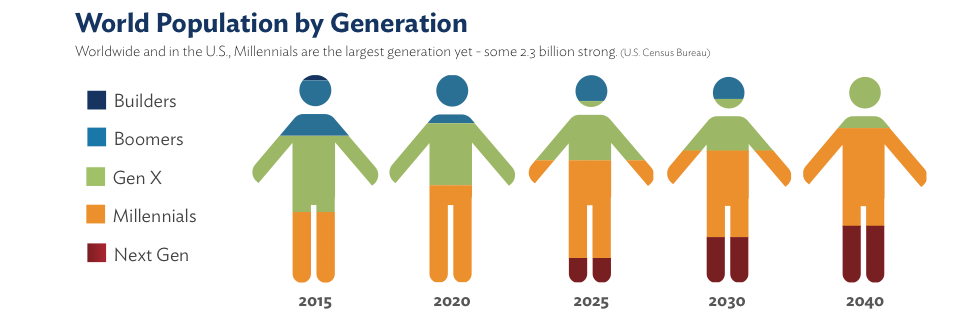 World Population by Generation
Worldwide and in the U.S., Millennials are the largest generation yet - some 2.3 billion strong. (U.S. Census Bureau)
Builders
Boomers
Gen X
Millennials
Next Gen
2015 2020 2025 2030 2040